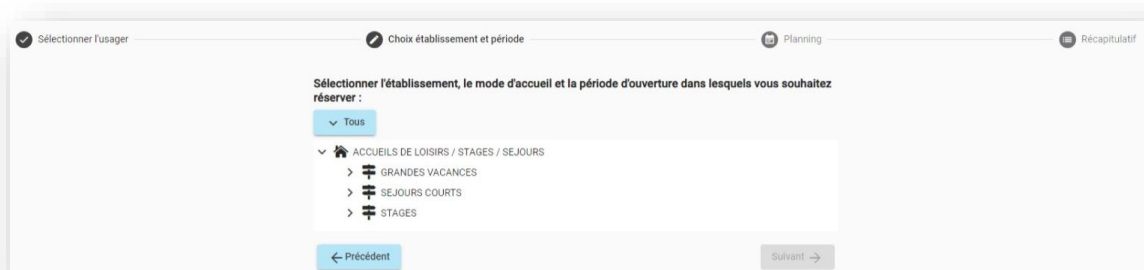 Sélectionner l'usager
Choix établissement et période
Planning
Récapitulatif
Sélectionner l'établissement, le mode d'accueil et la période d'ouverture dans lesquels vous souhaitez
réserver :
Tous
ACCUEILS DE LOISIRS / STAGES / SEJOURS
GRANDES VACANCES
SEJOURS COURTS
STAGES
Précédent
Suivant